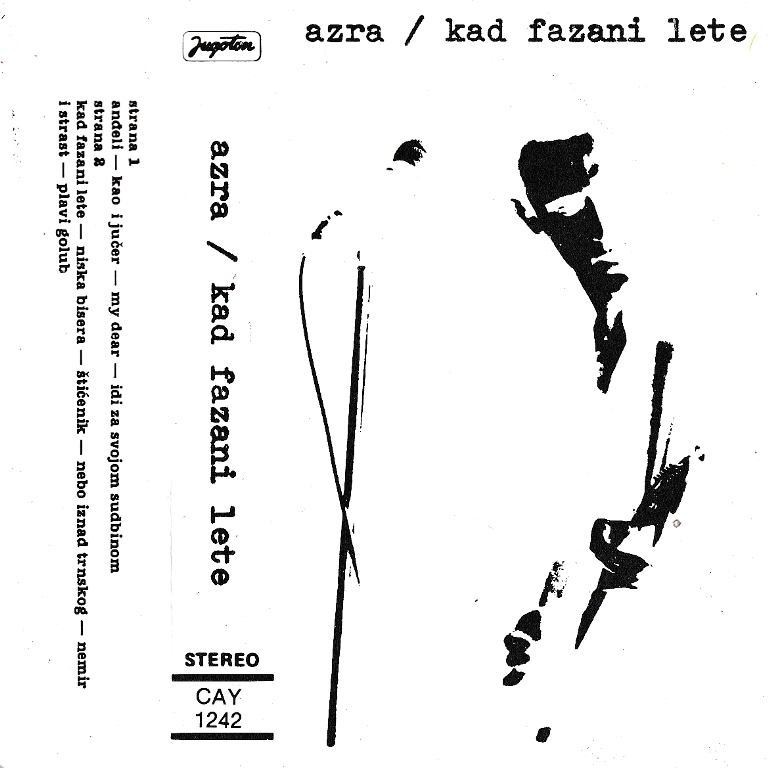 azra / kad fazani lete
Jugoton
azra / kad fazani lete
STEREO
CAY
1242
strana 1
anđeli — kao i jučer — my dear — idi za svojom sudbinom
strana 2
kad fazani lete — niska bisera — štićenik — nebo iznad trnskog — nemir
i strast — plavi golub